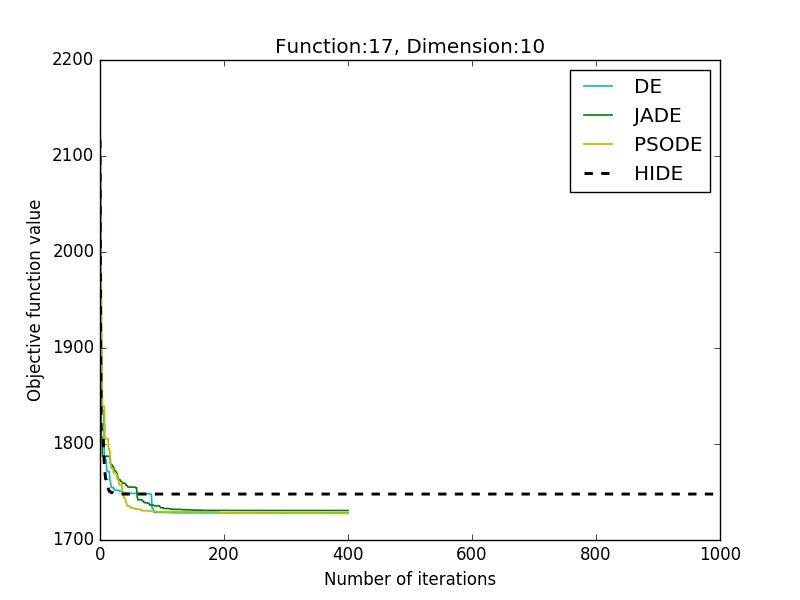 Function:17, Dimension:10
2200
2100
2000
1900
1800
1700
Objective function value
DE
JADE
PSODE
HIDE
0 200 400 600 800 1000
Number of iterations